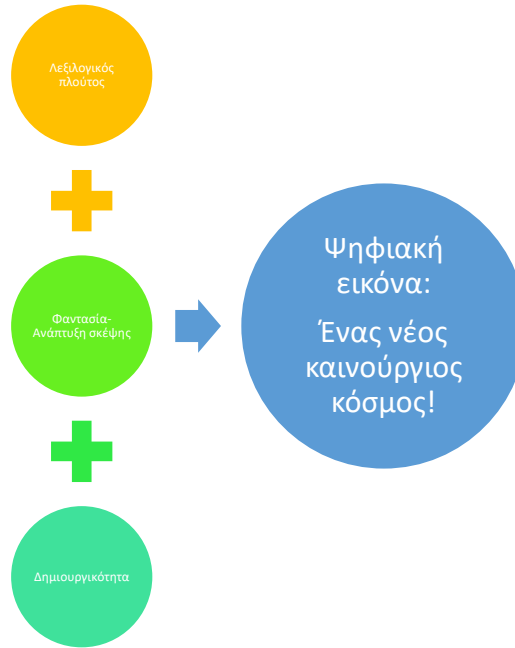 Λεξιλογικός
πλούτος
Φαντασία-
Ανάπτυξη σκέψης
Δημιουργικότητα
Ψηφιακή
εικόνα:
Ένας νέος
καινούργιος
κόσμος!